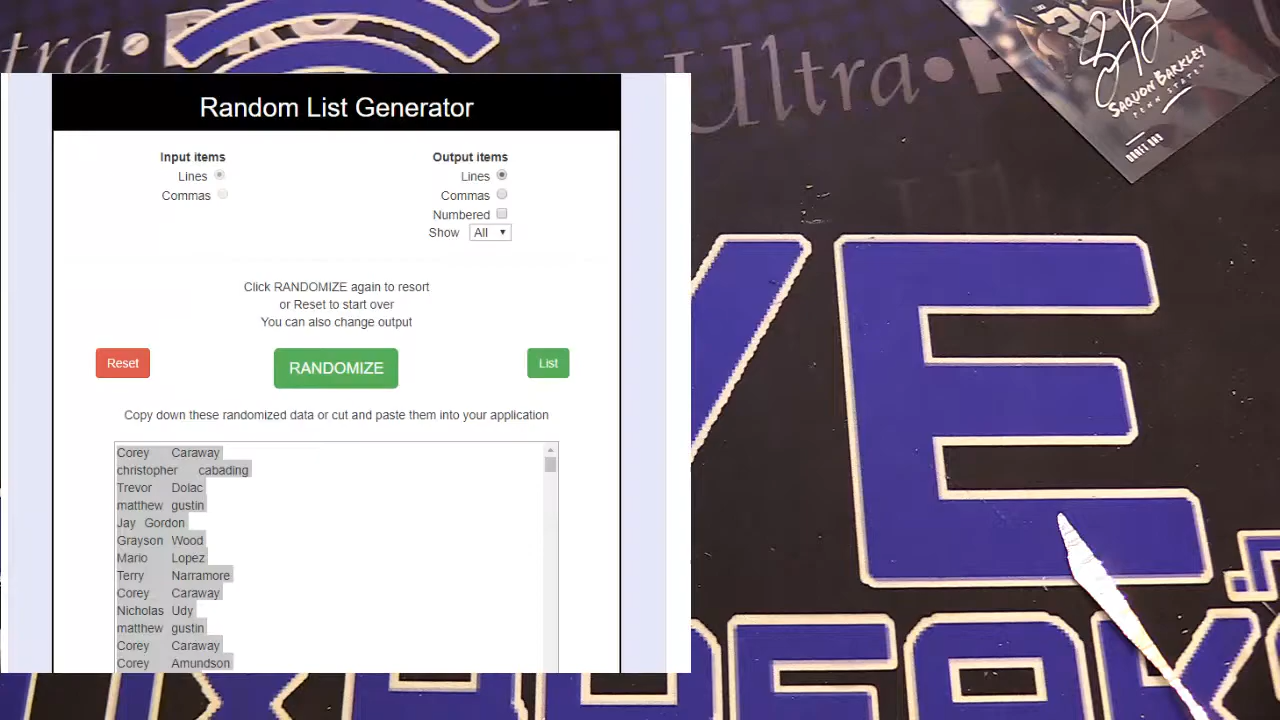 Ultra PRO
Ultra P
SAQUON BARKLEY
PENN STATE
DRAFT DAY
Random List Generator
Input items
Lines
Commas
Output items
Lines
Commas
Numbered
Show All
Click RANDOMIZE again to resort
or Reset to start over
You can also change output
Reset
RANDOMIZE
List
Copy down these randomized data or cut and paste them into your application
Corey Caraway
christopher cabading
Trevor Dolac
matthew gustin
Jay Gordon
Grayson Wood
Mario Lopez
Terry Narramore
Corey Caraway
Nicholas Udy
matthew gustin
Corey Caraway
Corey Amundson